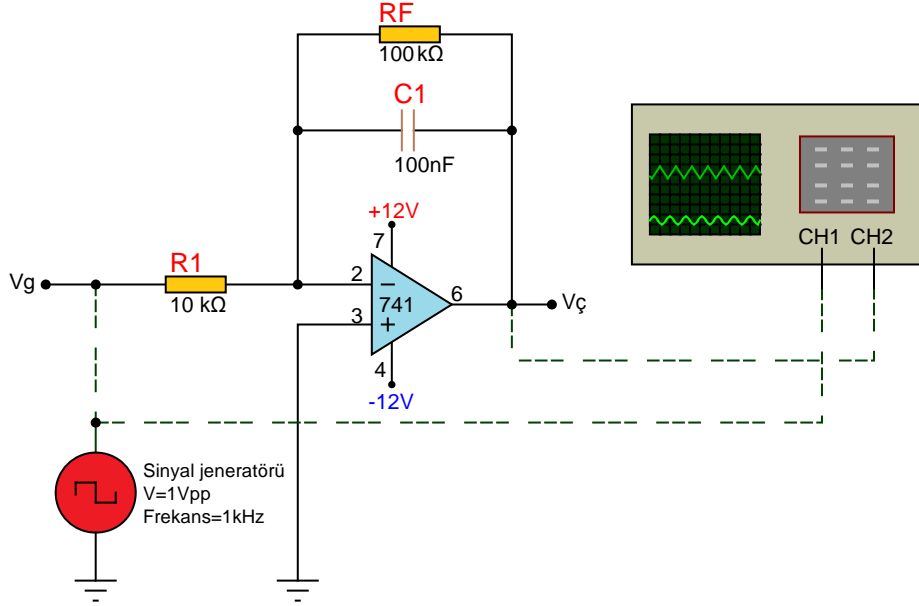 RF
100 kΩ
C1
100nF
+12V
7
CH1 CH2
R1
Vg
10 kΩ
2
741
6
Vç
3
4
-12V
Sinyal jeneratörü
V=1Vpp
Frekans=1kHz